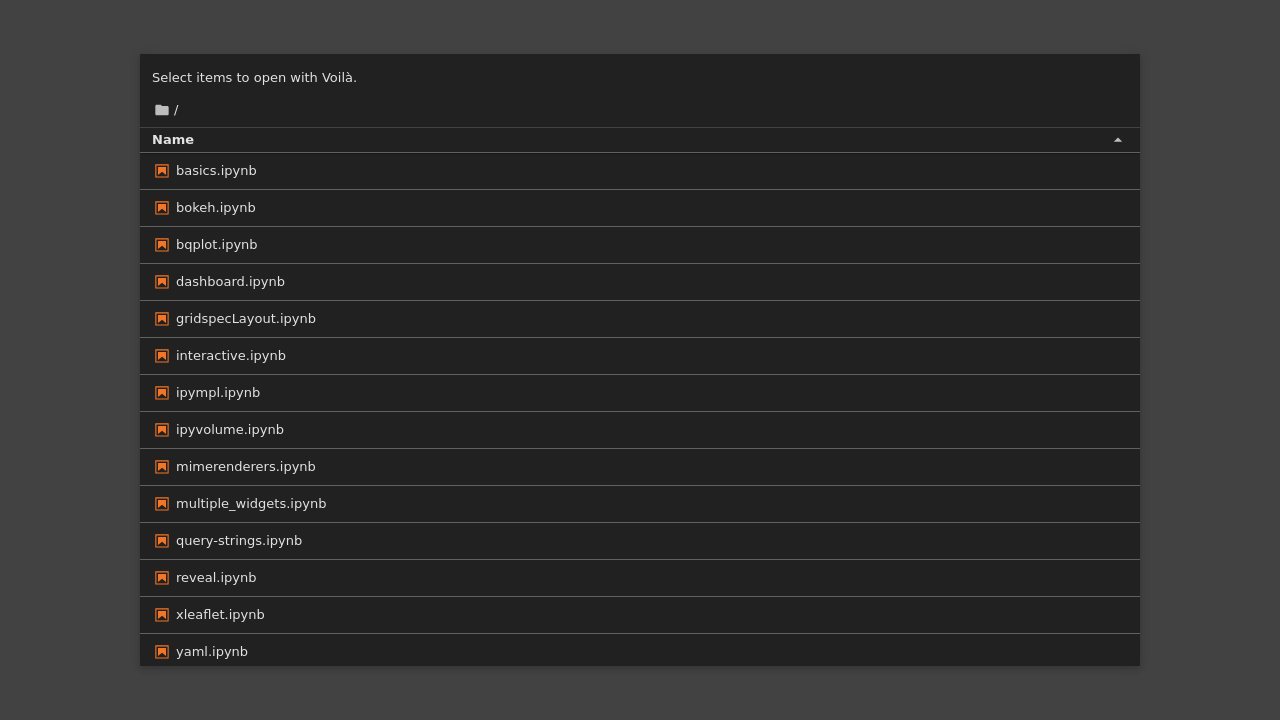 Select items to open with Voilà.
/
Name
basics.ipynb
bokeh.ipynb
bqplot.ipynb
dashboard.ipynb
gridspecLayout.ipynb
interactive.ipynb
ipympl.ipynb
ipyvolume.ipynb
mimerenderers.ipynb
multiple_widgets.ipynb
query-strings.ipynb
reveal.ipynb
xleaflet.ipynb
yaml.ipynb